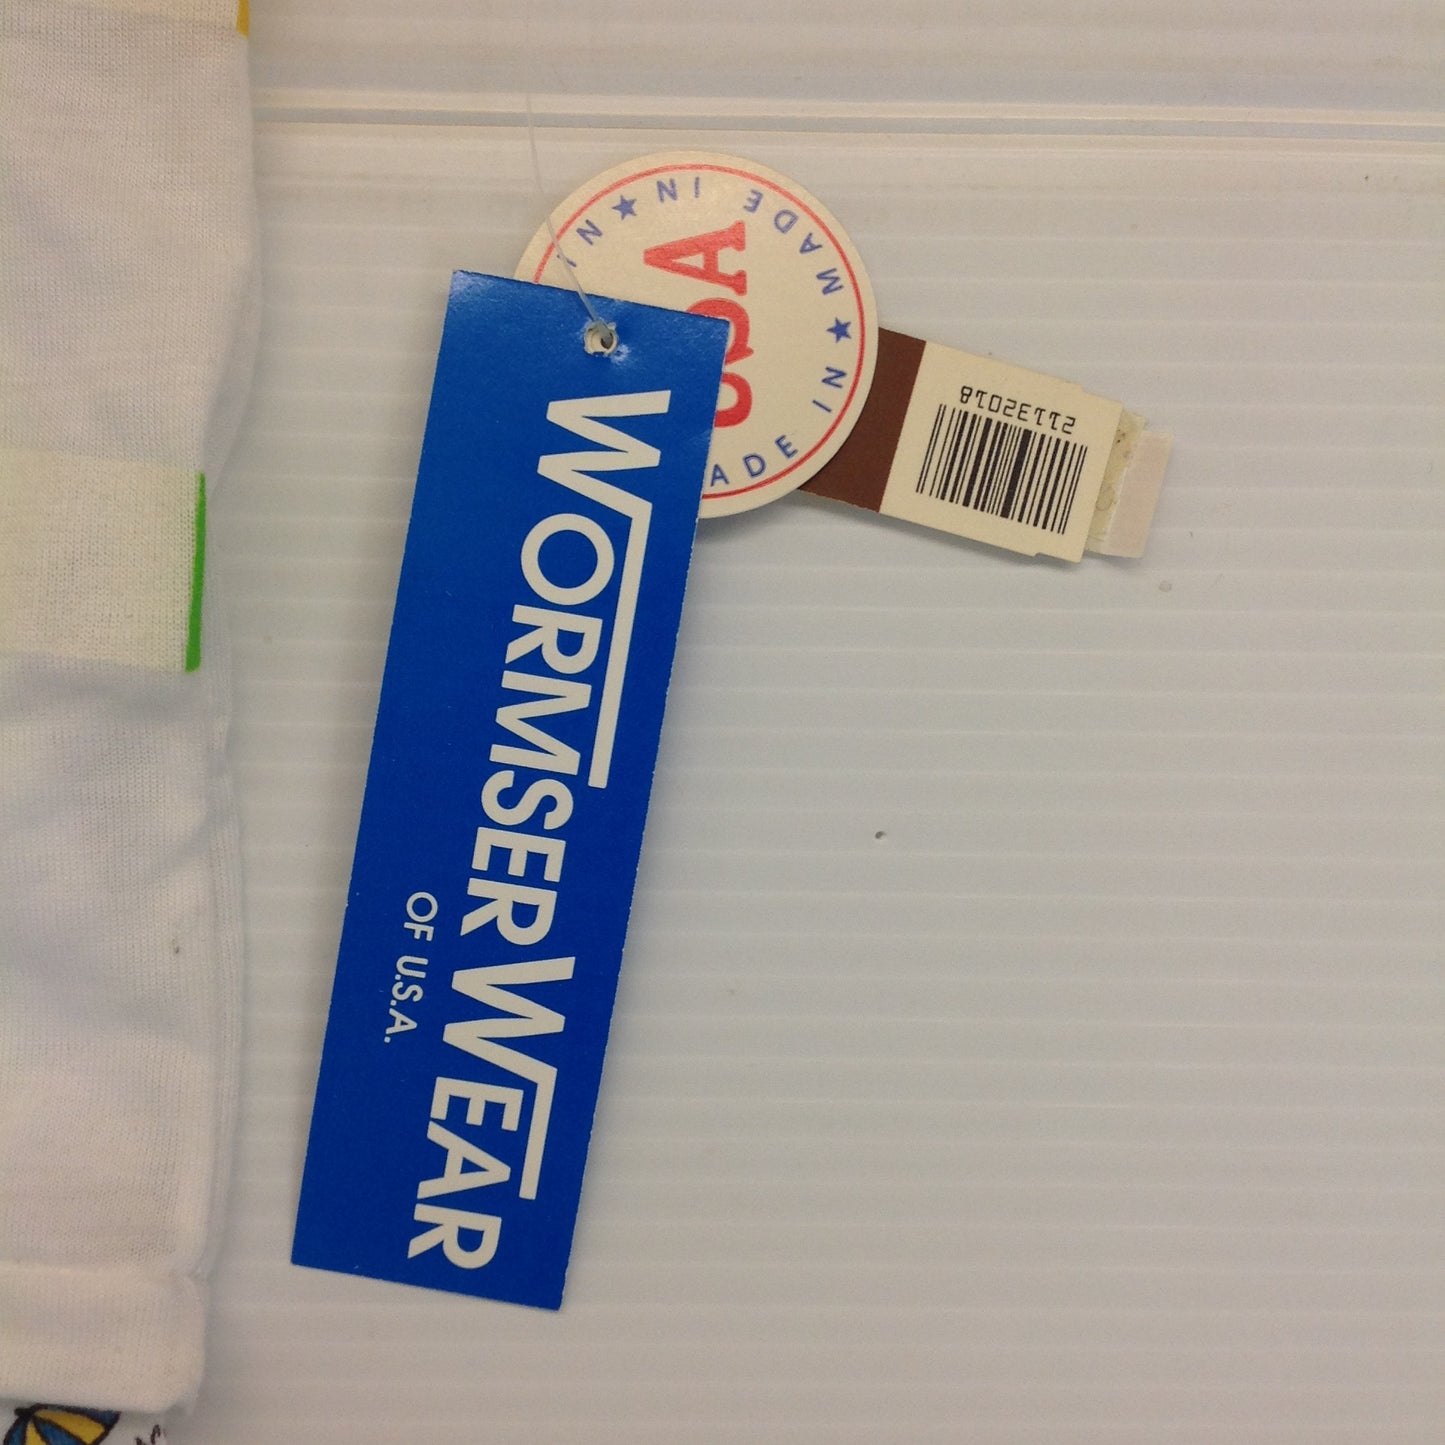 WORMSER WEAR
OF U.S.A.
USA
MADE IN ★ MADE IN ★
21132018